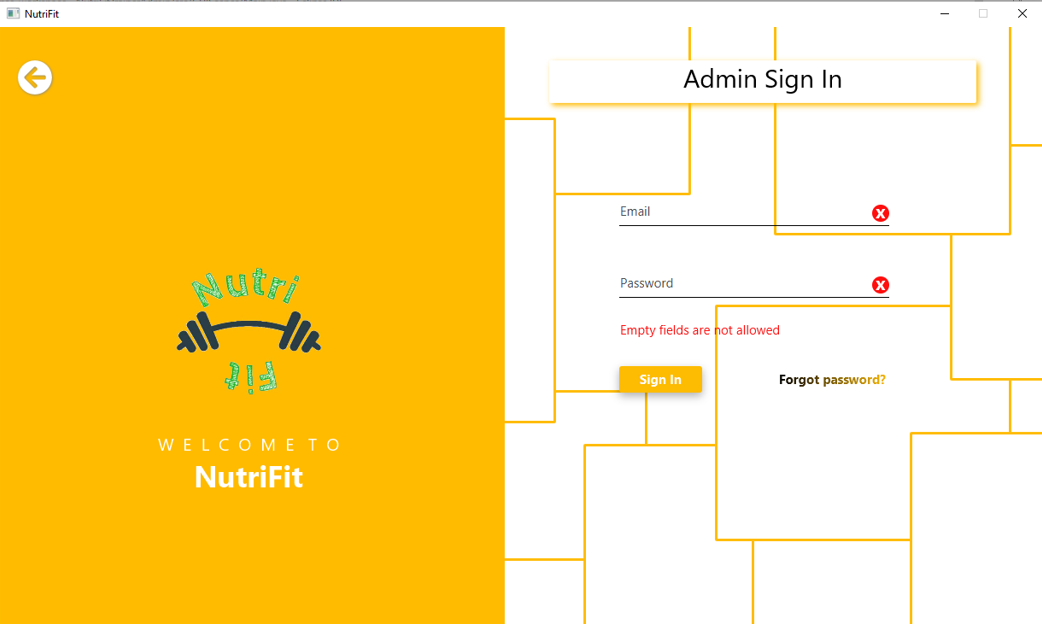 NutriFit
Admin Sign In
Email
X
Password
X
Empty fields are not allowed
Sign In
Forgot password?
Nutri
Fit
WELCOME TO
NutriFit